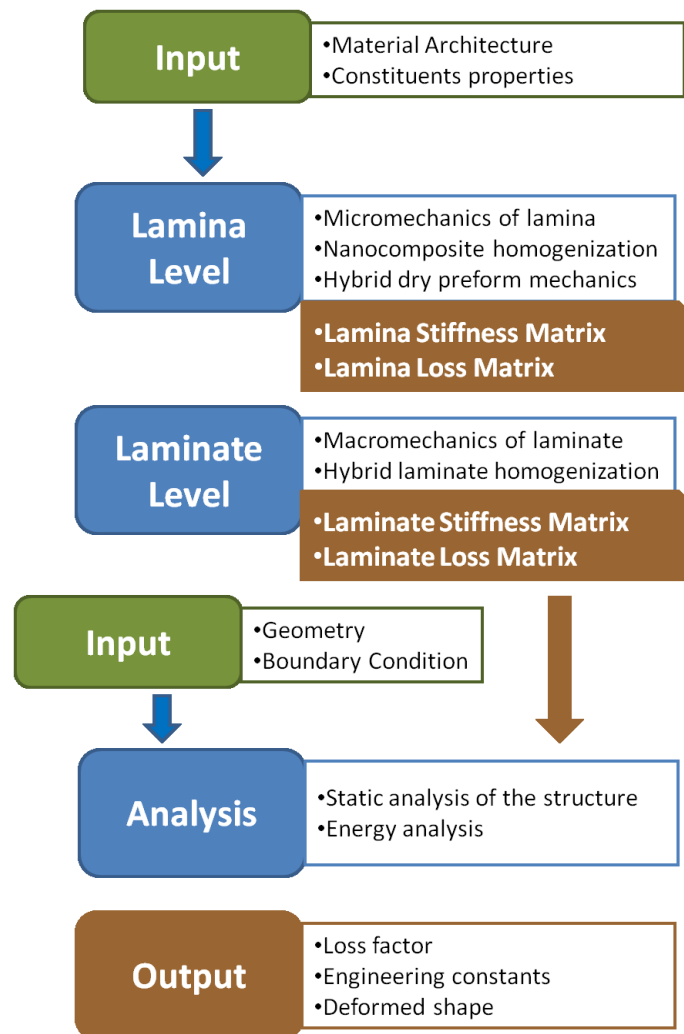 Input
•Material Architecture
•Constituents properties
Lamina
Level
•Micromechanics of lamina
•Nanocomposite homogenization
•Hybrid dry preform mechanics
•Lamina Stiffness Matrix
•Lamina Loss Matrix
Laminate
Level
•Macromechanics of laminate
•Hybrid laminate homogenization
•Laminate Stiffness Matrix
•Laminate Loss Matrix
Input
•Geometry
•Boundary Condition
Analysis
•Static analysis of the structure
•Energy analysis
Output
•Loss factor
•Engineering constants
•Deformed shape